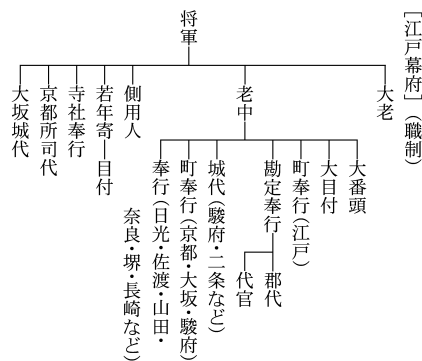 ［江戸幕府］（職制）
将軍
大老
老中
大番頭
大目付
町奉行（江戸）
勘定奉行
郡代
代官
城代（駿府・二条など）
町奉行（京都・大坂・駿府）
奉行（日光・佐渡・山田・
奈良・堺・長崎など）
側用人
若年寄
目付
寺社奉行
京都所司代
大坂城代